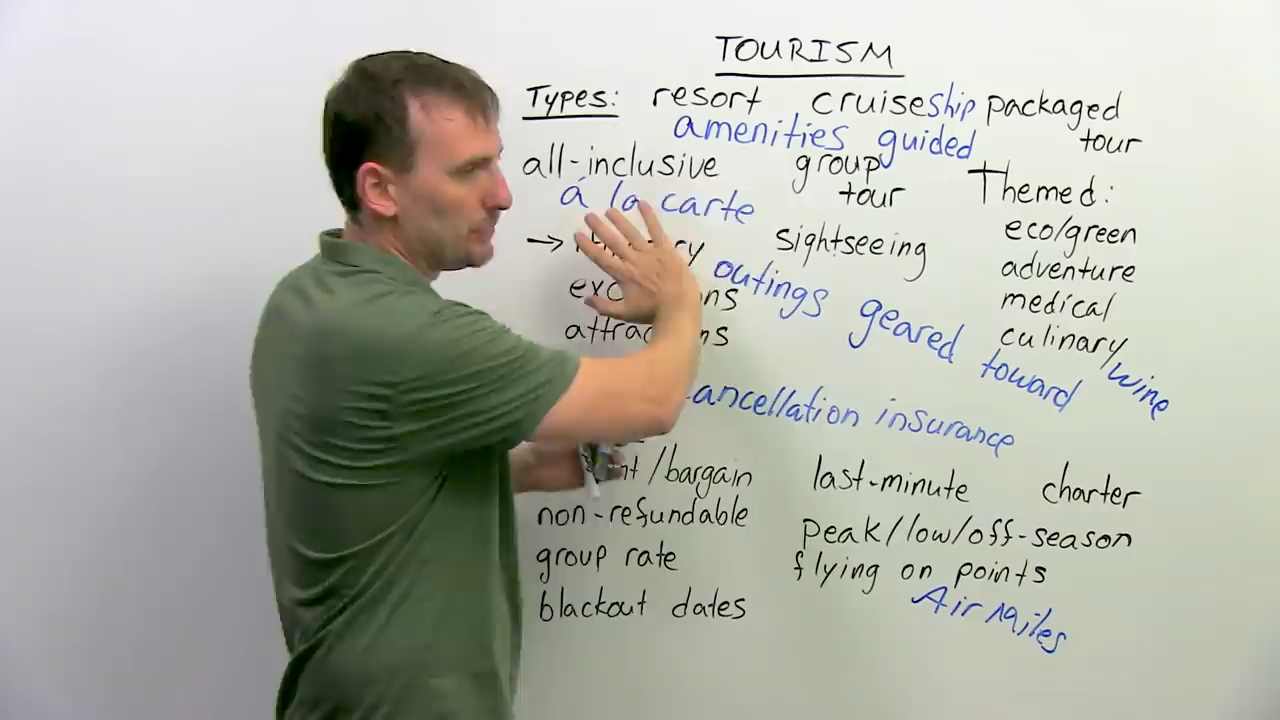 TOURISM
Types: resort cruiseship packaged tour
amenities guided
all-inclusive group tour Themed:
á la carte eco/green
→ sightseeing adventure
outings geared toward medical
culinary/wine
cancellation insurance
/bargain last-minute charter
non-refundable peak/low/off-season
group rate flying on points
blackout dates Air Miles